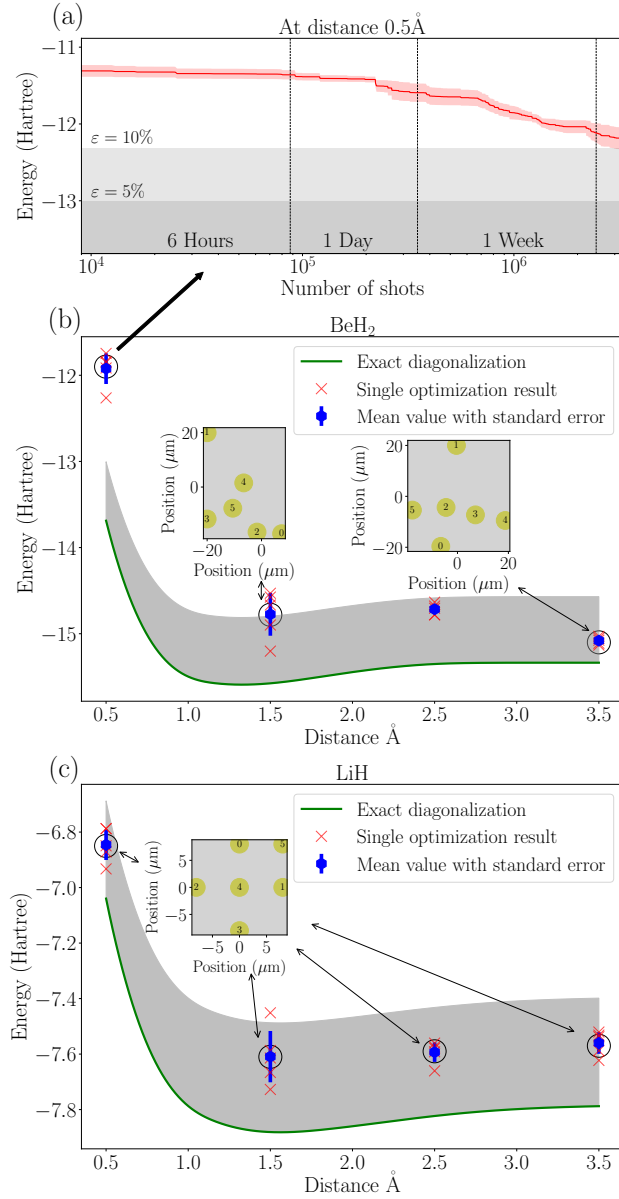 (a)
At distance 0.5Å
−11
−12
−13
Energy (Hartree)
ε = 10%
ε = 5%
6 Hours
1 Day
1 Week
10⁴
10⁵
10⁶
Number of shots
(b)
BeH₂
Exact diagonalization
Single optimization result
Mean value with standard error
−12
−13
−14
−15
Energy (Hartree)
20
0
−20
0
Position (μm)
Position (μm)
1
4
5
3
2
0
20
0
−20
0
20
Position (μm)
Position (μm)
1
5
4
3
9
0
0.5
1.0
1.5
2.0
2.5
3.0
3.5
Distance Å
(c)
LiH
Exact diagonalization
Single optimization result
Mean value with standard error
−6.8
−7.0
−7.2
−7.4
−7.6
−7.8
Energy (Hartree)
5
0
−5
−5
0
5
Position (μm)
Position (μm)
0
5
2
4
1
3
0.5
1.0
1.5
2.0
2.5
3.0
3.5
Distance Å